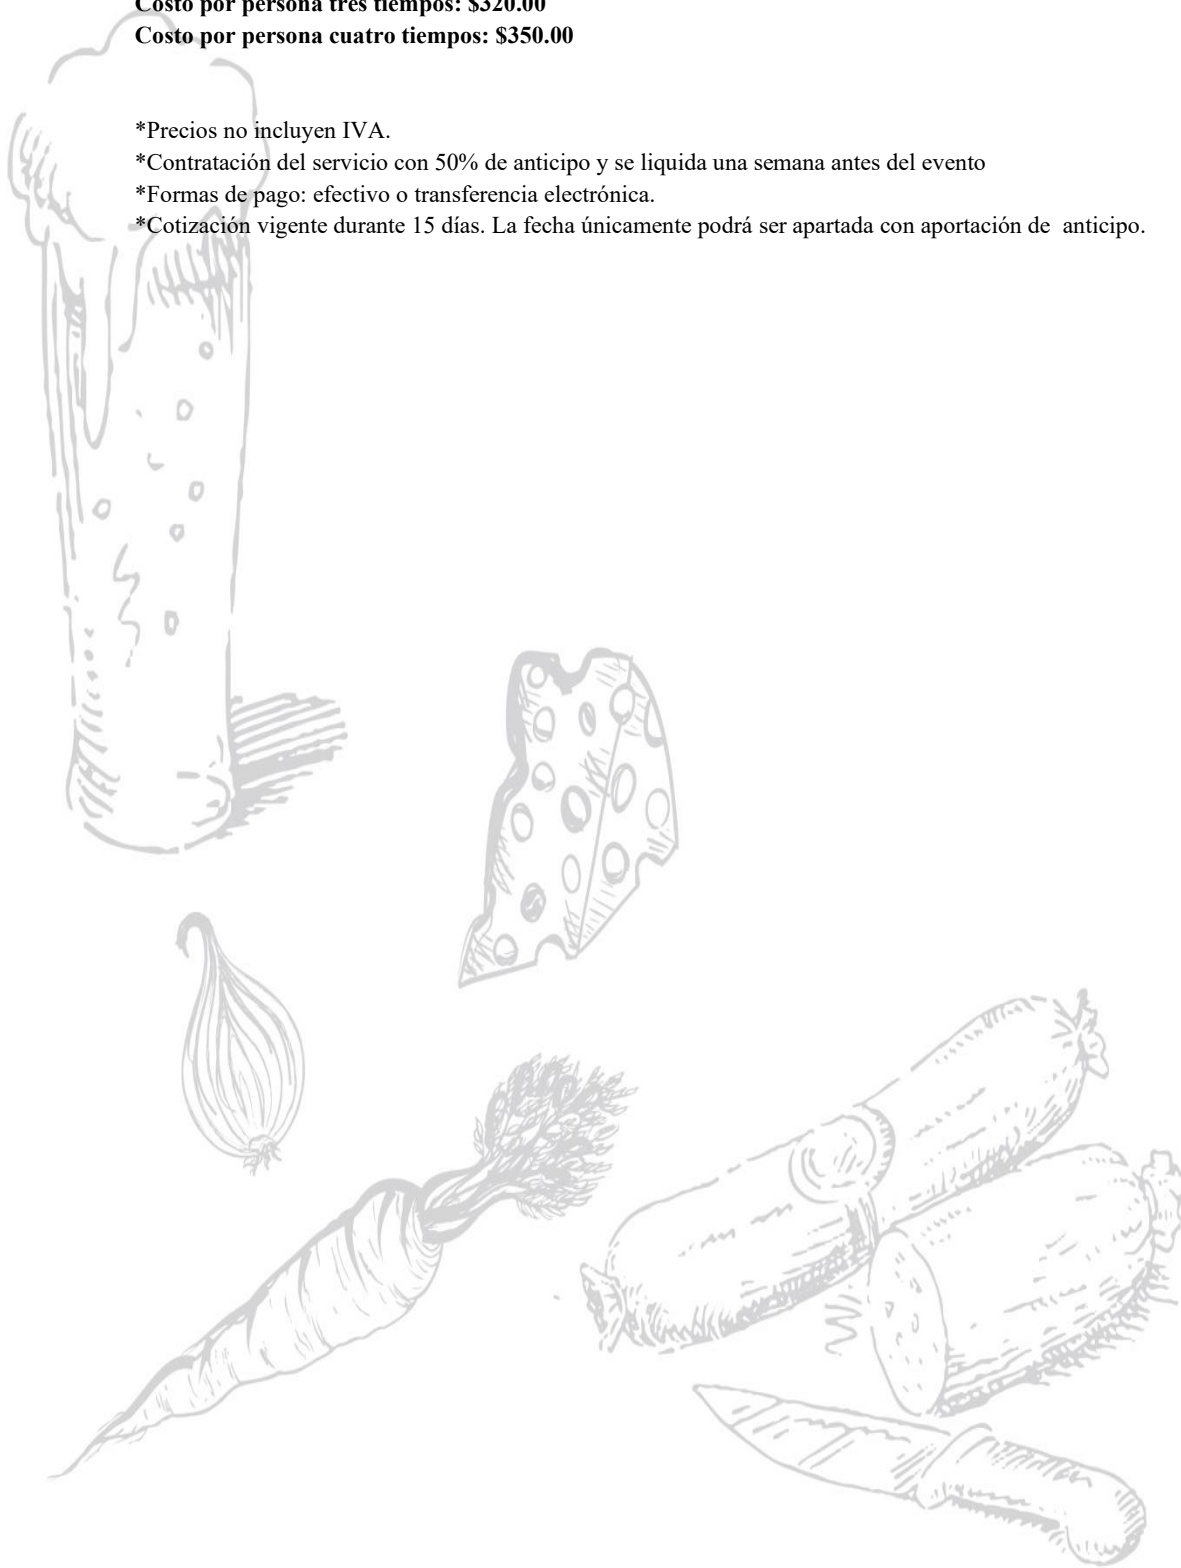 Costo por persona tres tiempos: $320.00
Costo por persona cuatro tiempos: $350.00
*Precios no incluyen IVA.
*Contratación del servicio con 50% de anticipo y se liquida una semana antes del evento
*Formas de pago: efectivo o transferencia electrónica.
*Cotización vigente durante 15 días. La fecha únicamente podrá ser apartada con aportación de  anticipo.